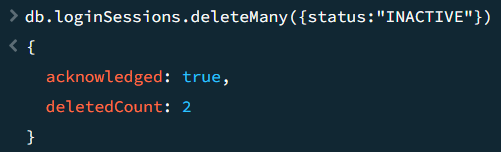 > db.loginSessions.deleteMany({status:"INACTIVE"})
< {
acknowledged: true,
deletedCount: 2
}